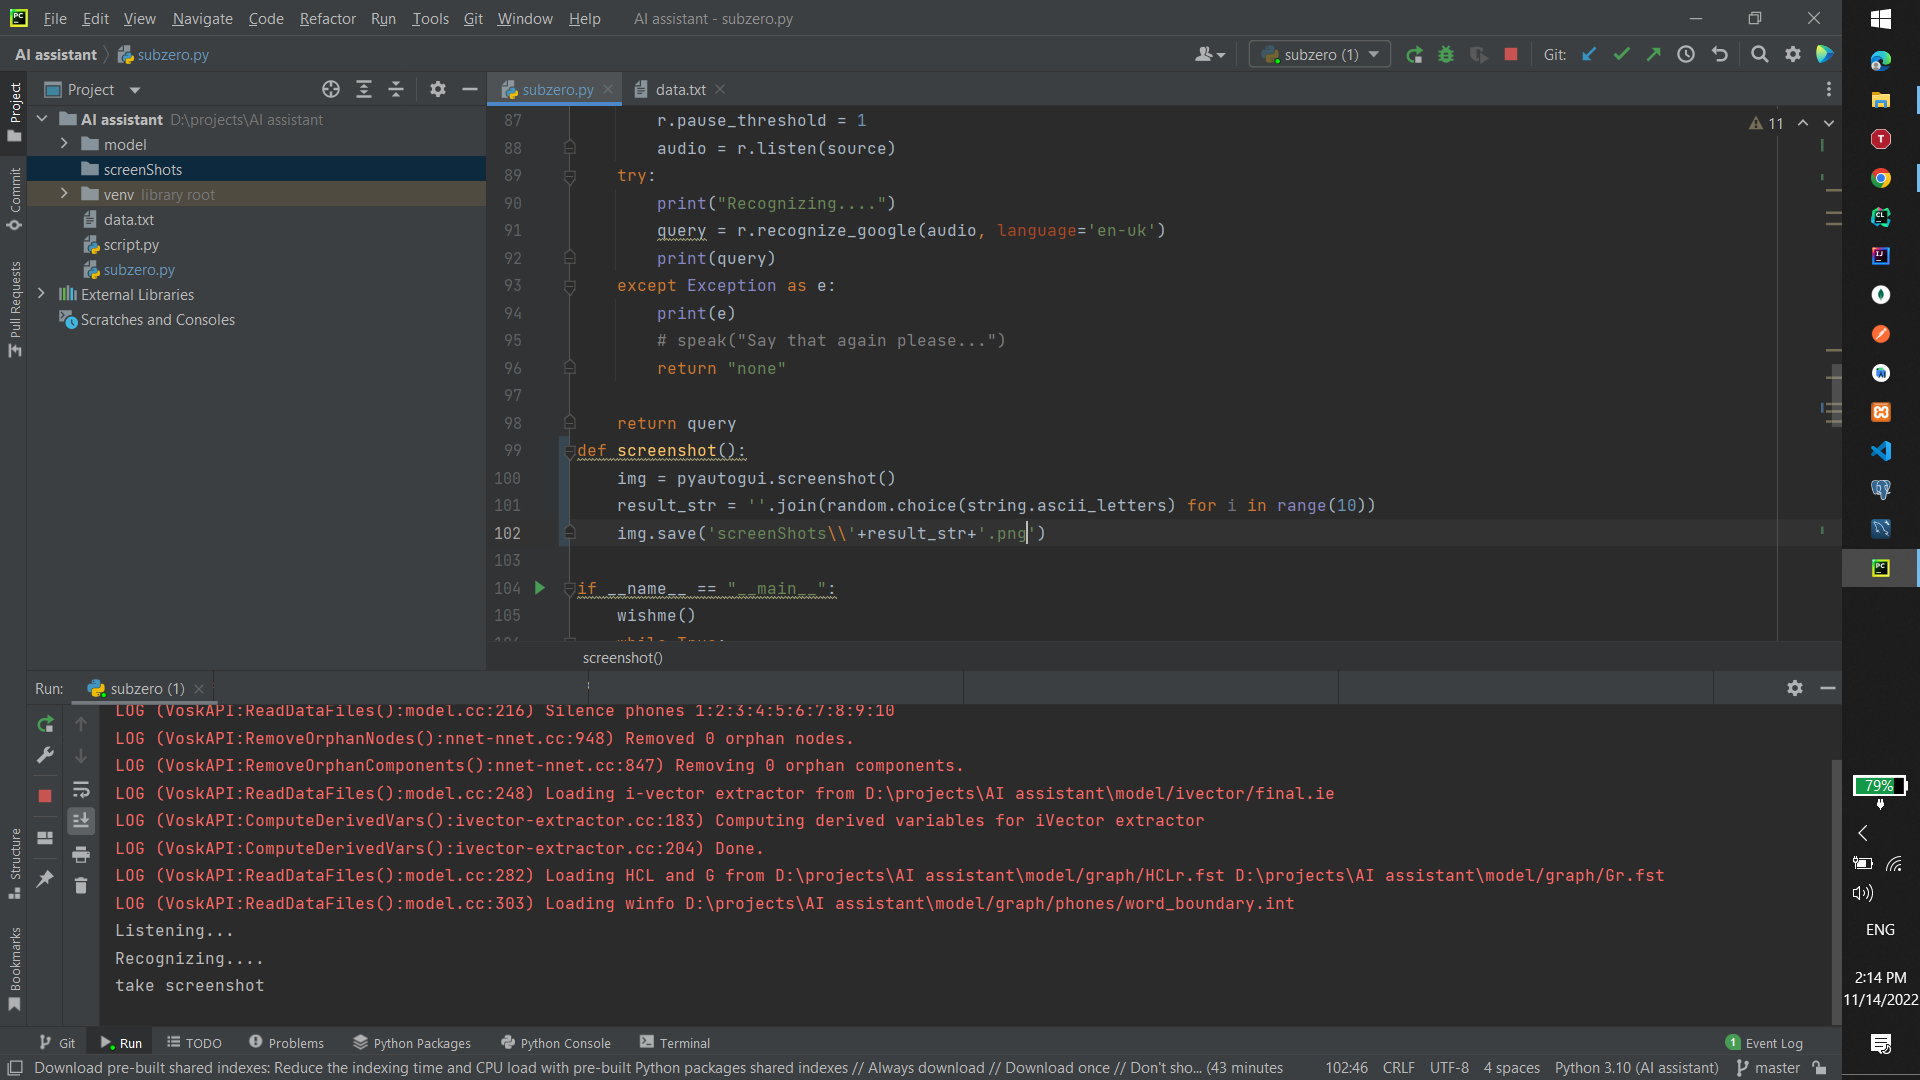 File Edit View Navigate Code Refactor Run Tools Git Window Help AI assistant - subzero.py
AI assistant subzero.py subzero (1) Git:
Project
subzero.py data.txt
AI assistant D:\projects\AI assistant
model
screenShots
venv library root
data.txt
script.py
subzero.py
External Libraries
Scratches and Consoles
Project
Commit
Pull Requests
Structure
Bookmarks
11
87 r.pause_threshold = 1
88 audio = r.listen(source)
89 try:
90 print("Recognizing....")
91 query = r.recognize_google(audio, language='en-uk')
92 print(query)
93 except Exception as e:
94 print(e)
95 # speak("Say that again please...")
96 return "none"
97
98 return query
99 def screenshot():
100 img = pyautogui.screenshot()
101 result_str = ''.join(random.choice(string.ascii_letters) for i in range(10))
102 img.save('screenShots\\'+result_str+'.png')
103
104 if __name__ == "__main__":
105 wishme()
106 while True:
screenshot()
Run: subzero (1)
LOG (VoskAPI:ReadDataFiles():model.cc:216) Silence phones 1:2:3:4:5:6:7:8:9:10
LOG (VoskAPI:RemoveOrphanNodes():nnet-nnet.cc:948) Removed 0 orphan nodes.
LOG (VoskAPI:RemoveOrphanComponents():nnet-nnet.cc:847) Removing 0 orphan components.
LOG (VoskAPI:ReadDataFiles():model.cc:248) Loading i-vector extractor from D:\projects\AI assistant\model/ivector/final.ie
LOG (VoskAPI:ComputeDerivedVars():ivector-extractor.cc:183) Computing derived variables for iVector extractor
LOG (VoskAPI:ComputeDerivedVars():ivector-extractor.cc:204) Done.
LOG (VoskAPI:ReadDataFiles():model.cc:282) Loading HCL and G from D:\projects\AI assistant\model/graph/HCLr.fst D:\projects\AI assistant\model/graph/Gr.fst
LOG (VoskAPI:ReadDataFiles():model.cc:303) Loading winfo D:\projects\AI assistant\model/graph/phones/word_boundary.int
Listening...
Recognizing....
take screenshot
Git Run TODO Problems Python Packages Python Console Terminal 1 Event Log
Download pre-built shared indexes: Reduce the indexing time and CPU load with pre-built Python packages shared indexes // Always download // Download once // Don't sho... (43 minutes 102:46 CRLF UTF-8 4 spaces Python 3.10 (AI assistant) master
79%
ENG
2:14 PM
11/14/2022